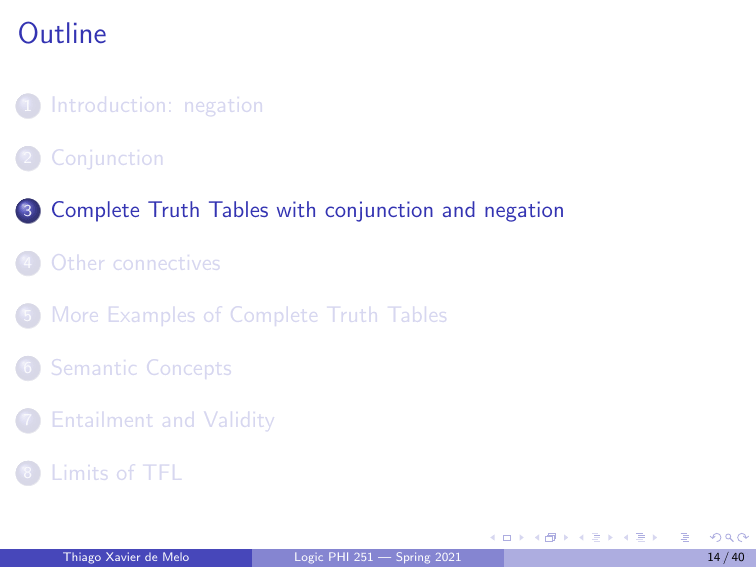 Outline
1 Introduction: negation
2 Conjunction
3 Complete Truth Tables with conjunction and negation
4 Other connectives
5 More Examples of Complete Truth Tables
6 Semantic Concepts
7 Entailment and Validity
8 Limits of TFL
Thiago Xavier de Melo Logic PHI 251 — Spring 2021 14 / 40